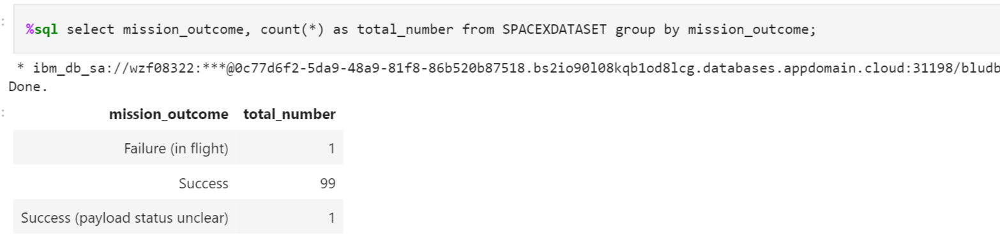 %sql select mission_outcome, count(*) as total_number from SPACEXDATASET group by mission_outcome;
* ibm_db_sa://wzf08322:***@0c77d6f2-5da9-48a9-81f8-86b520b87518.bs2io90l08kqb1od8lcg.databases.appdomain.cloud:31198/bludb
Done.
mission_outcome total_number
Failure (in flight) 1
Success 99
Success (payload status unclear) 1